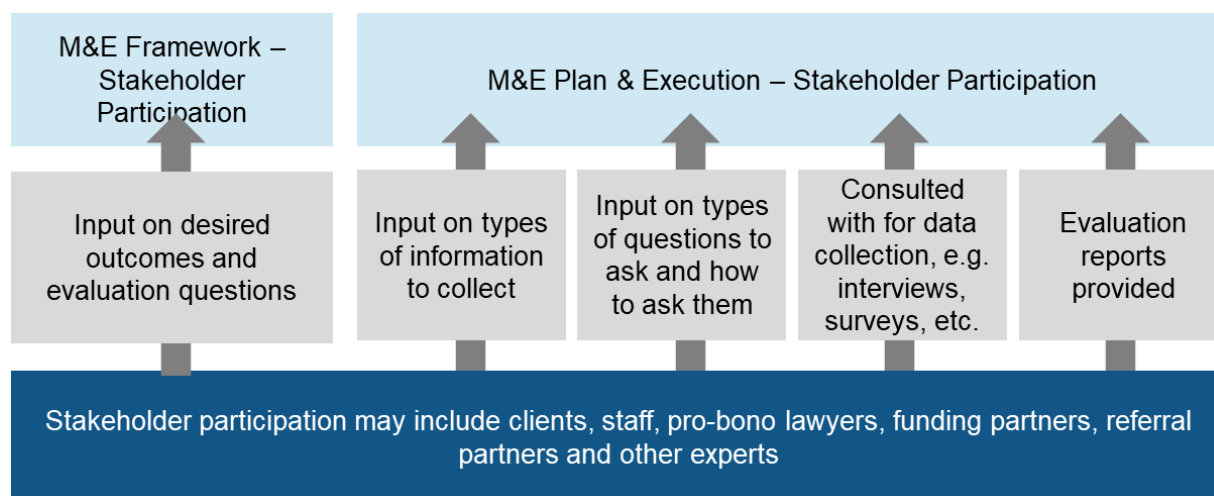 M&E Framework –
Stakeholder
Participation
M&E Plan & Execution – Stakeholder Participation
Input on desired
outcomes and
evaluation questions
Input on types
of information
to collect
Input on types
of questions to
ask and how
to ask them
Consulted
with for data
collection, e.g.
interviews,
surveys, etc.
Evaluation
reports
provided
Stakeholder participation may include clients, staff, pro-bono lawyers, funding partners, referral
partners and other experts